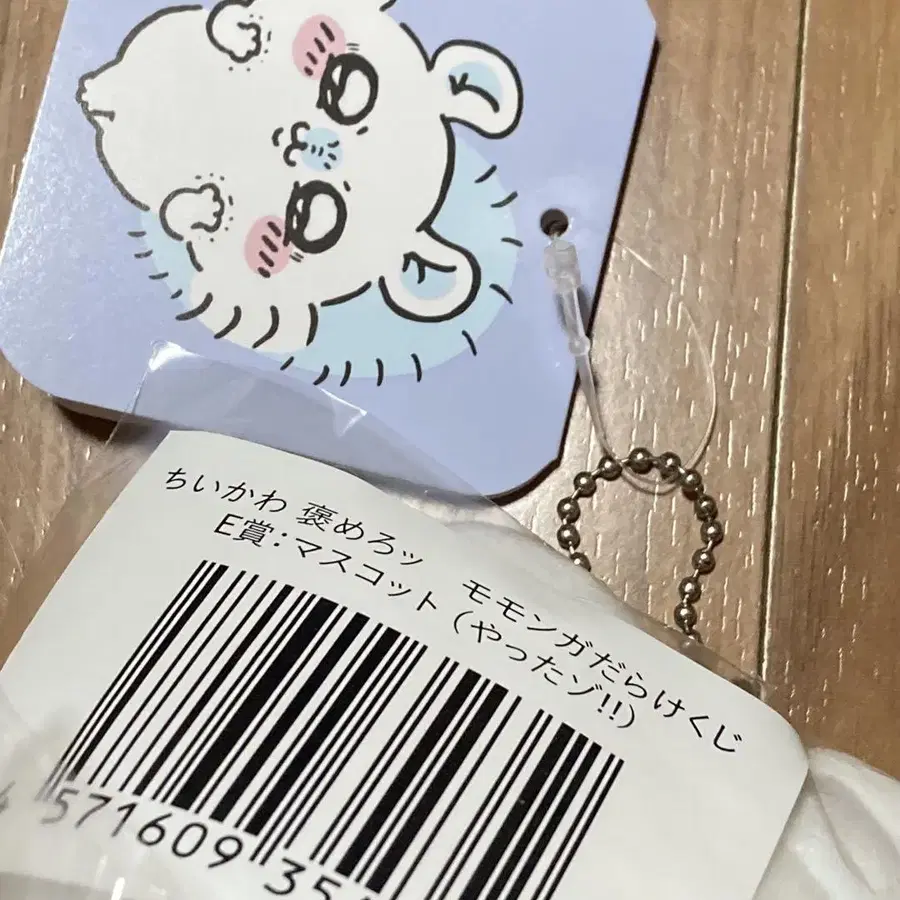 ちいかわ 褒めろッ モモンガだらけくじ
E賞:マスコット(やったゾ!!)
4 571609 35